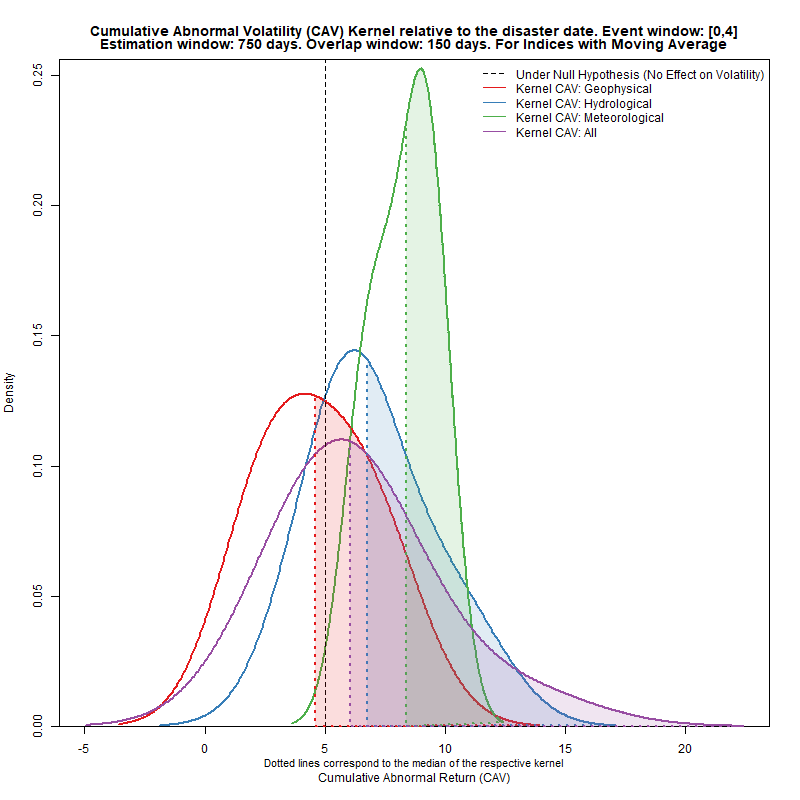 Cumulative Abnormal Volatility (CAV) Kernel relative to the disaster date. Event window: [0,4]
Estimation window: 750 days. Overlap window: 150 days. For Indices with Moving Average
Under Null Hypothesis (No Effect on Volatility)
Kernel CAV: Geophysical
Kernel CAV: Hydrological
Kernel CAV: Meteorological
Kernel CAV: All
0.25
0.20
0.15
0.10
0.05
0.00
Density
-5 0 5 10 15 20
Dotted lines correspond to the median of the respective kernel
Cumulative Abnormal Return (CAV)